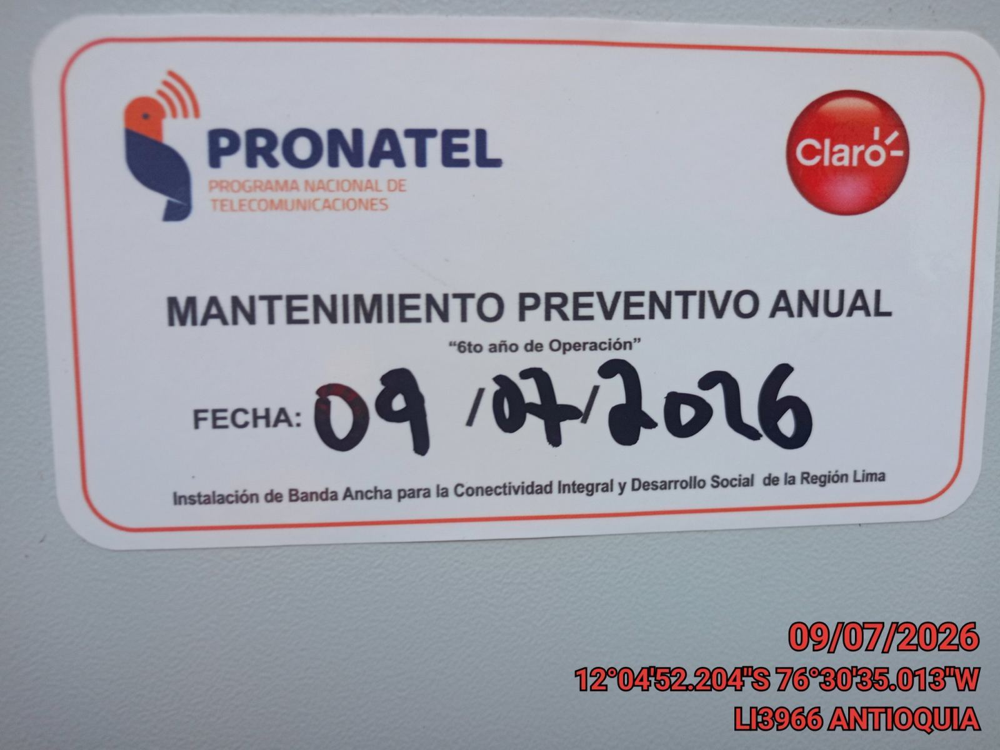 PRONATEL
PROGRAMA NACIONAL DE
TELECOMUNICACIONES
Claro
MANTENIMIENTO PREVENTIVO ANUAL
“6to año de Operación”
FECHA: 09/07/2026
Instalación de Banda Ancha para la Conectividad Integral y Desarrollo Social de la Región Lima
09/07/2026
12°04'52.204"S 76°30'35.013"W
LI3966 ANTIOQUIA